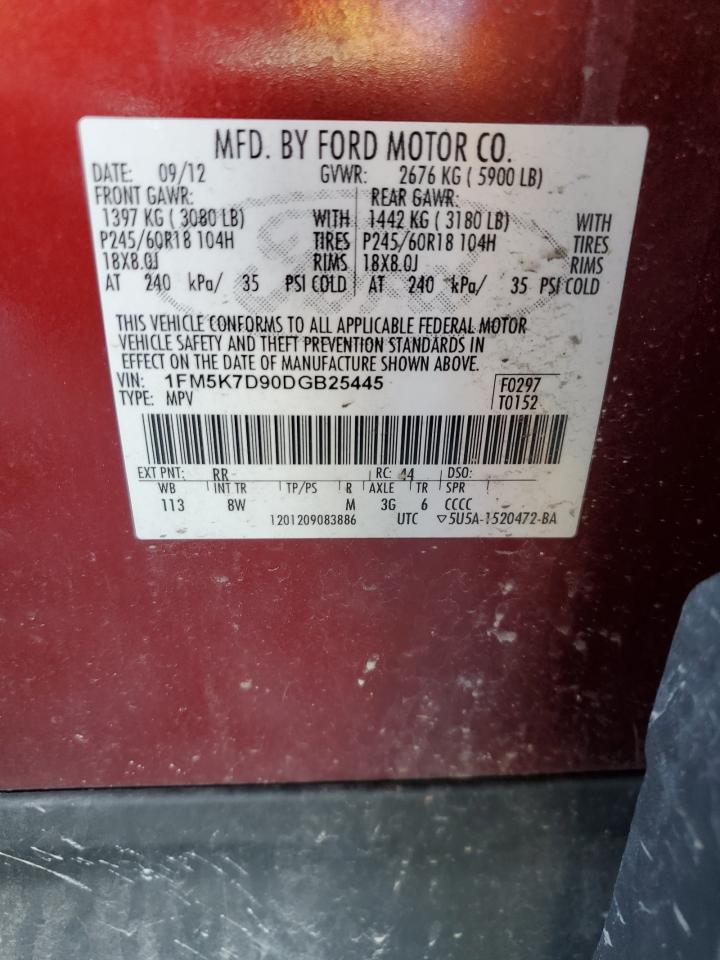 MFD. BY FORD MOTOR CO.
DATE: 09/12 GVWR: 2676 KG ( 5900 LB)
FRONT GAWR: REAR GAWR:
1397 KG ( 3080 LB) WITH 1442 KG ( 3180 LB) WITH
P245/60R18 104H TIRES P245/60R18 104H TIRES
18X8.0J RIMS 18X8.0J RIMS
AT 240 kPa/ 35 PSI COLD AT 240 kPa/ 35 PSI COLD
THIS VEHICLE CONFORMS TO ALL APPLICABLE FEDERAL MOTOR
VEHICLE SAFETY AND THEFT PREVENTION STANDARDS IN
EFFECT ON THE DATE OF MANUFACTURE SHOWN ABOVE.
VIN: 1FM5K7D90DGB25445 F0297
TYPE: MPV T0152
EXT PNT: RR RC: 44 DSO:
WB INT TR TP/PS R AXLE TR SPR
113 8W M 3G 6 CCCC
1201209083886 UTC ▽5U5A-1520472-BA